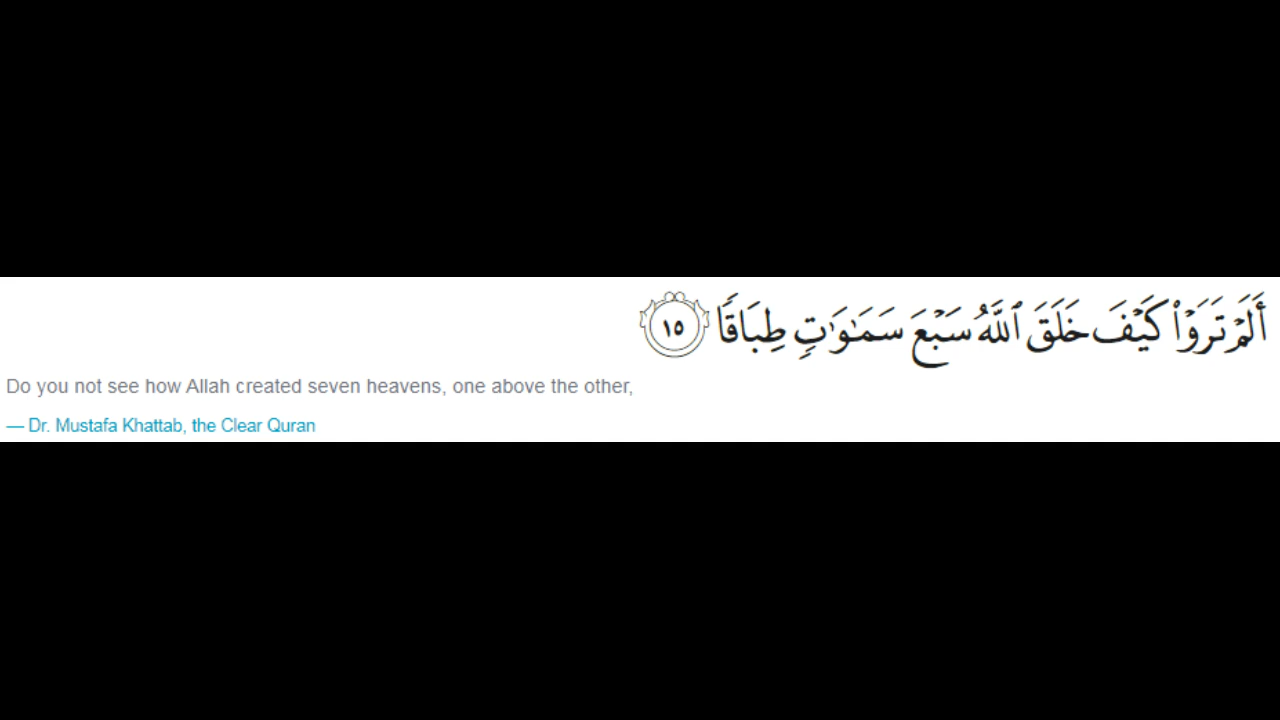 أَلَمْ تَرَوْا۟ كَيْفَ خَلَقَ ٱللَّهُ سَبْعَ سَمَـٰوَٰتٍۢ طِبَاقًۭا ١٥
Do you not see how Allah created seven heavens, one above the other,
— Dr. Mustafa Khattab, the Clear Quran